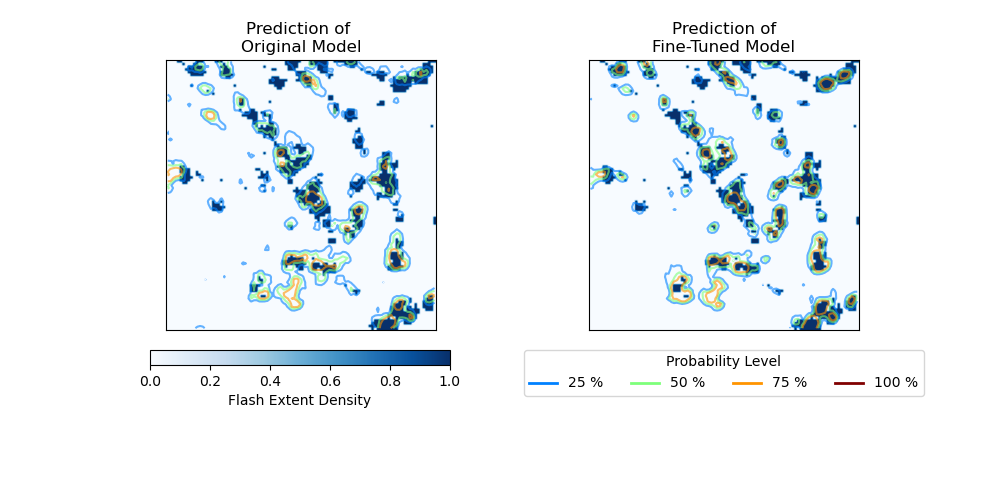 Prediction of
Original Model
Prediction of
Fine-Tuned Model
0.0 0.2 0.4 0.6 0.8 1.0
Flash Extent Density
Probability Level
25 % 50 % 75 % 100 %